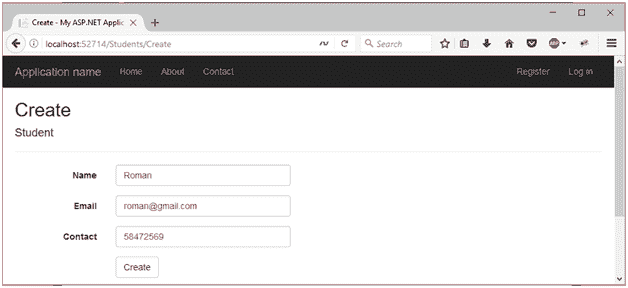 Create - My ASP.NET Applic
localhost:52714/Students/Create
Search
ABP
Application name Home About Contact Register Log in
Create
Student
Name Roman
Email roman@gmail.com
Contact 58472569
Create